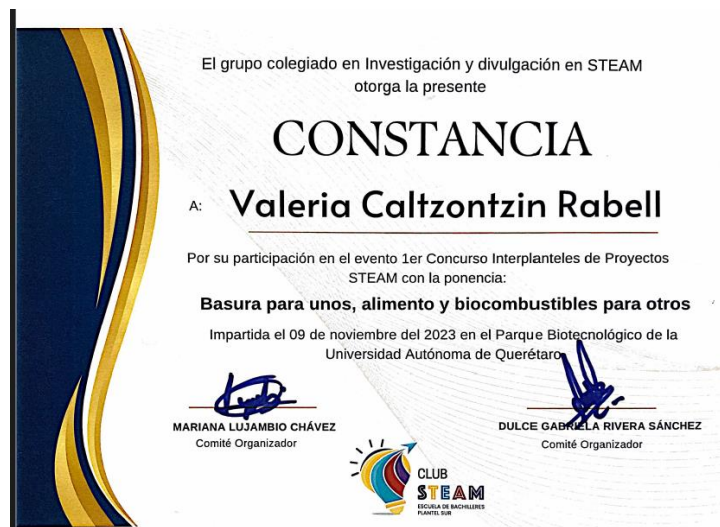 El grupo colegiado en Investigación y divulgación en STEAM
otorga la presente
CONSTANCIA
A: Valeria Caltzontzin Rabell
Por su participación en el evento 1er Concurso Interplanteles de Proyectos
STEAM con la ponencia:
Basura para unos, alimento y biocombustibles para otros
Impartida el 09 de noviembre del 2023 en el Parque Biotecnológico de la
Universidad Autónoma de Querétaro
MARIANA LUJAMBIO CHÁVEZ
Comité Organizador
DULCE GABRIELA RIVERA SÁNCHEZ
Comité Organizador
CLUB
STEAM
ESCUELA DE BACHILLERES
PLANTEL SUR